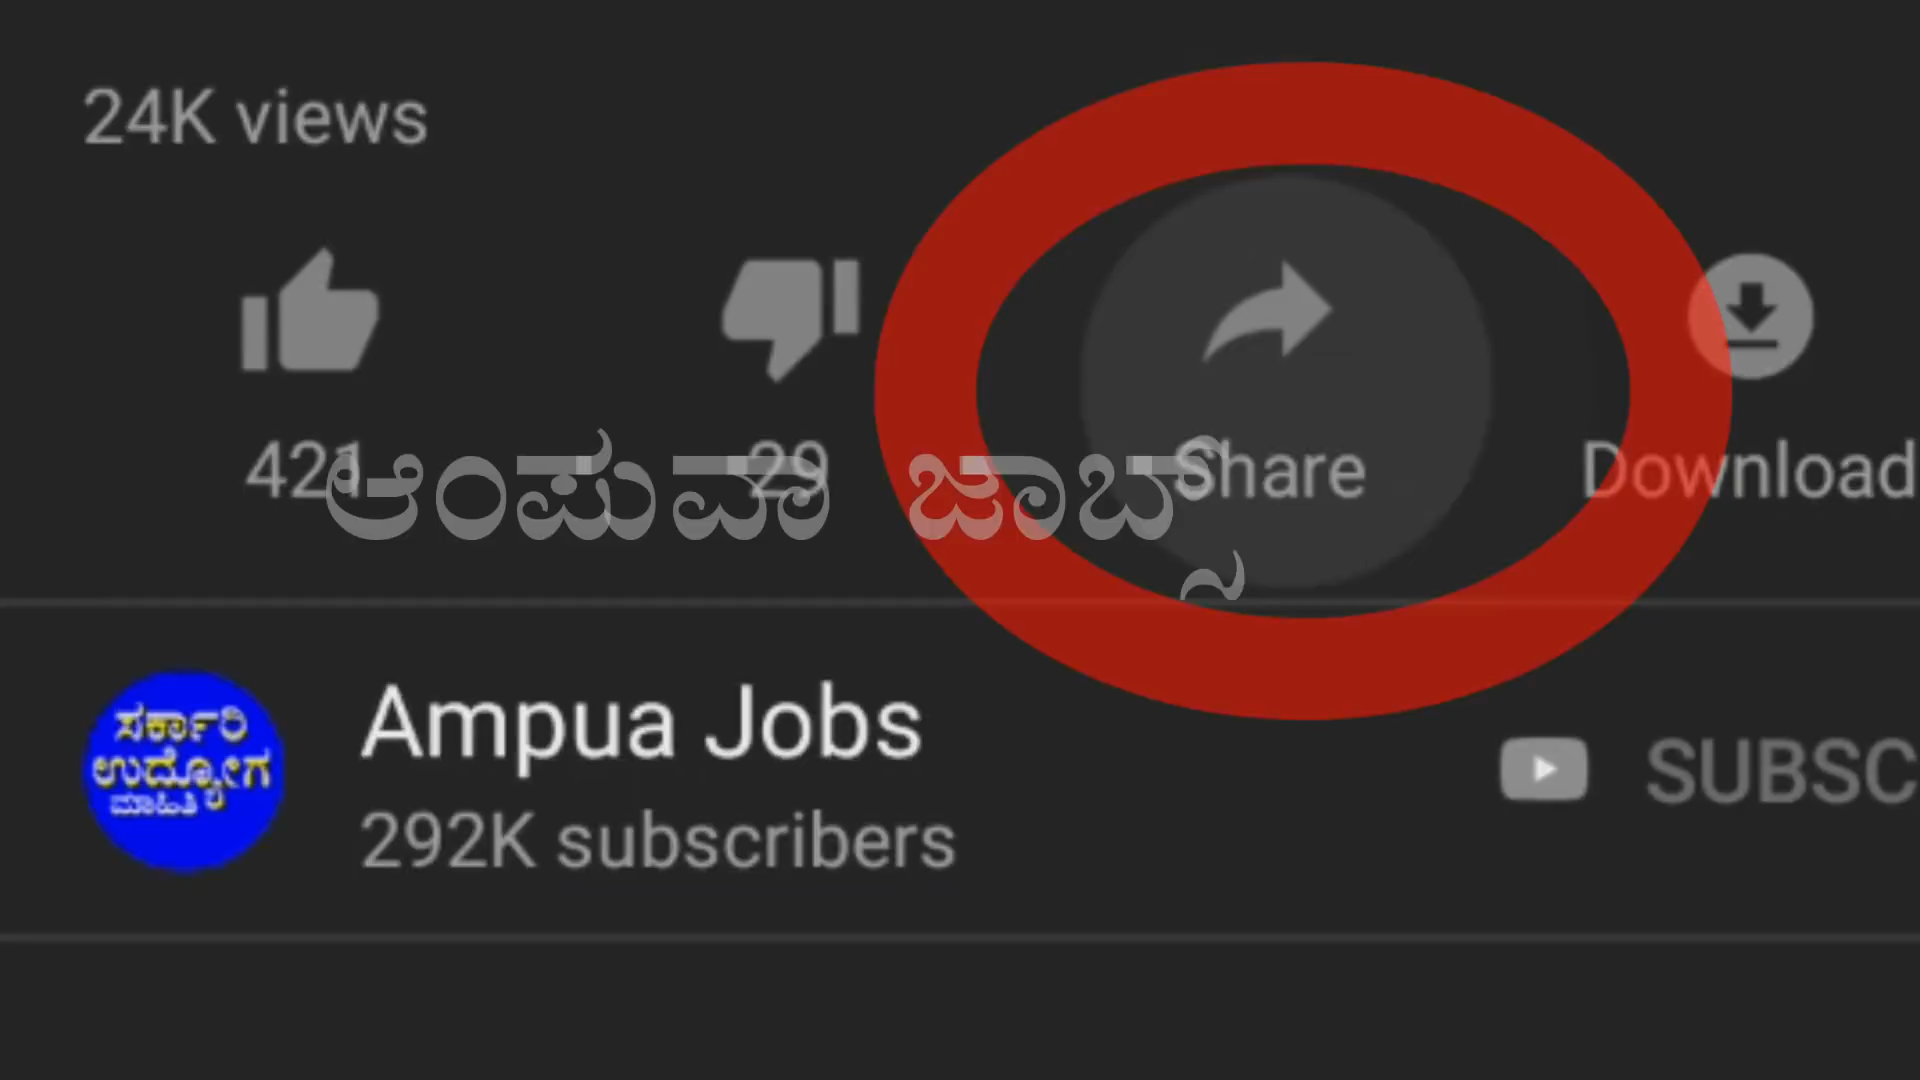 24K views
421
29
Share
Download
ಆಂಪುವಾ ಜಾಬ್ಸ್
ಸರ್ಕಾರಿ
ಉದ್ಯೋಗ
ಮಾಹಿತಿ
Ampua Jobs
292K subscribers
SUBSC